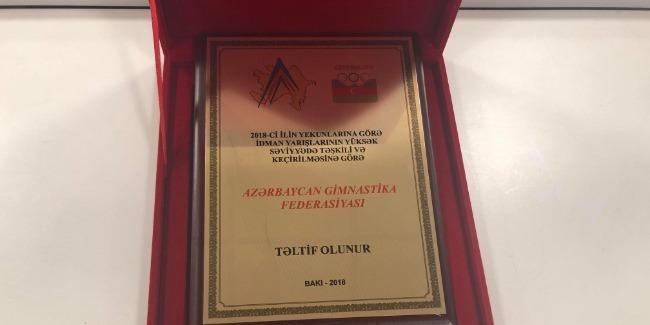 AZERBAIJAN
2018-Cİ İLİN YEKUNLARINA GÖRƏ
İDMAN YARIŞLARININ YÜKSƏK
SƏVİYYƏDƏ TƏŞKİLİ VƏ
KEÇİRİLMƏSİNƏ GÖRƏ
AZƏRBAYCAN GİMNASTİKA
FEDERASİYASI
TƏLTİF OLUNUR
BAKI - 2018